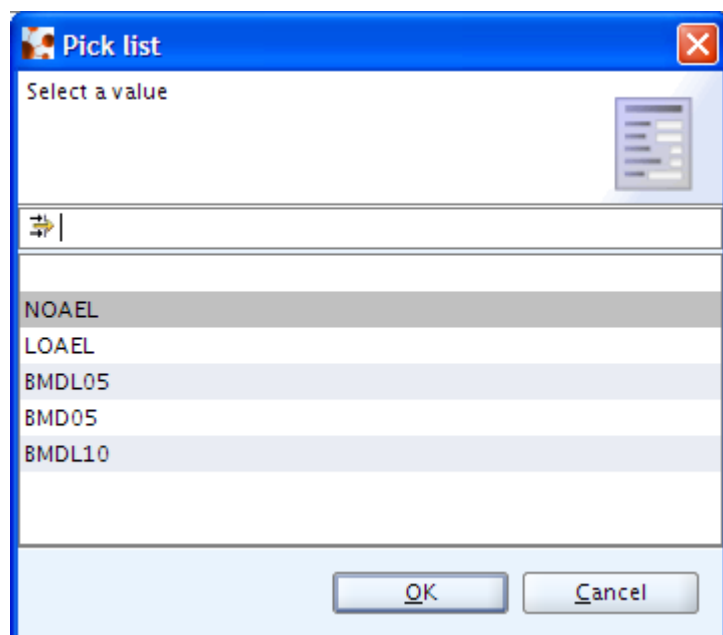 Pick list
Select a value
NOAEL
LOAEL
BMDL05
BMD05
BMDL10
OK
Cancel